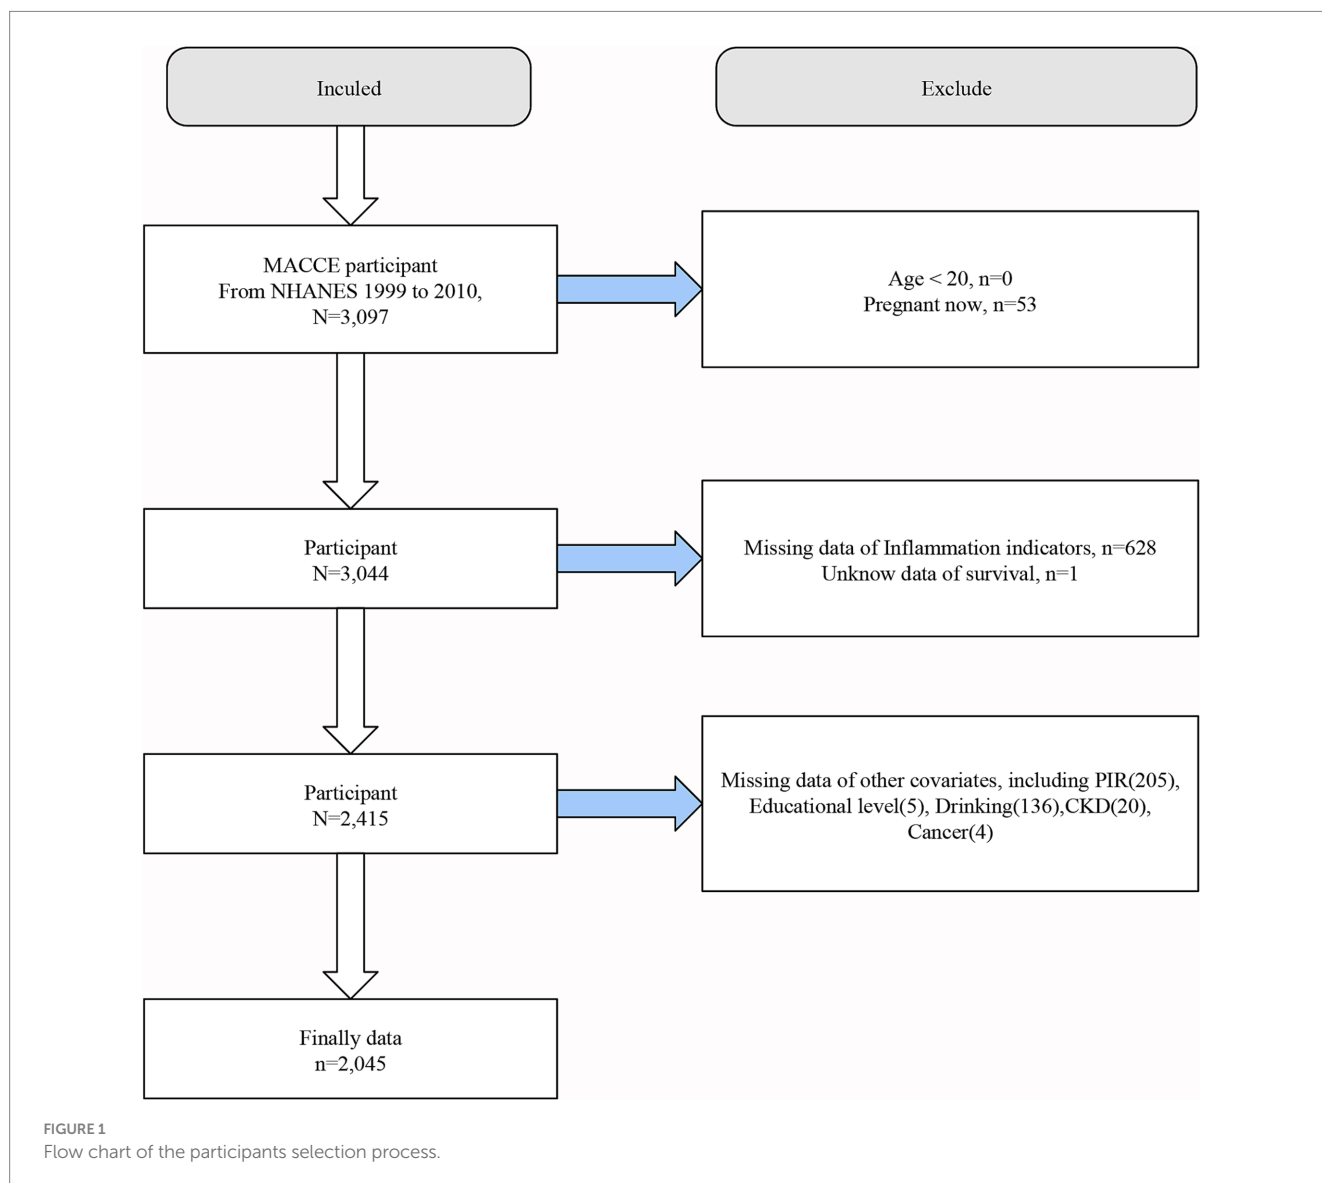 Inculed
Exclude
MACCE participant
From NHANES 1999 to 2010,
N=3,097
Age < 20, n=0
Pregnant now, n=53
Participant
N=3,044
Missing data of Inflammation indicators, n=628
Unknow data of survival, n=1
Participant
N=2,415
Missing data of other covariates, including PIR(205),
Educational level(5), Drinking(136),CKD(20),
Cancer(4)
Finally data
n=2,045
FIGURE 1
Flow chart of the participants selection process.